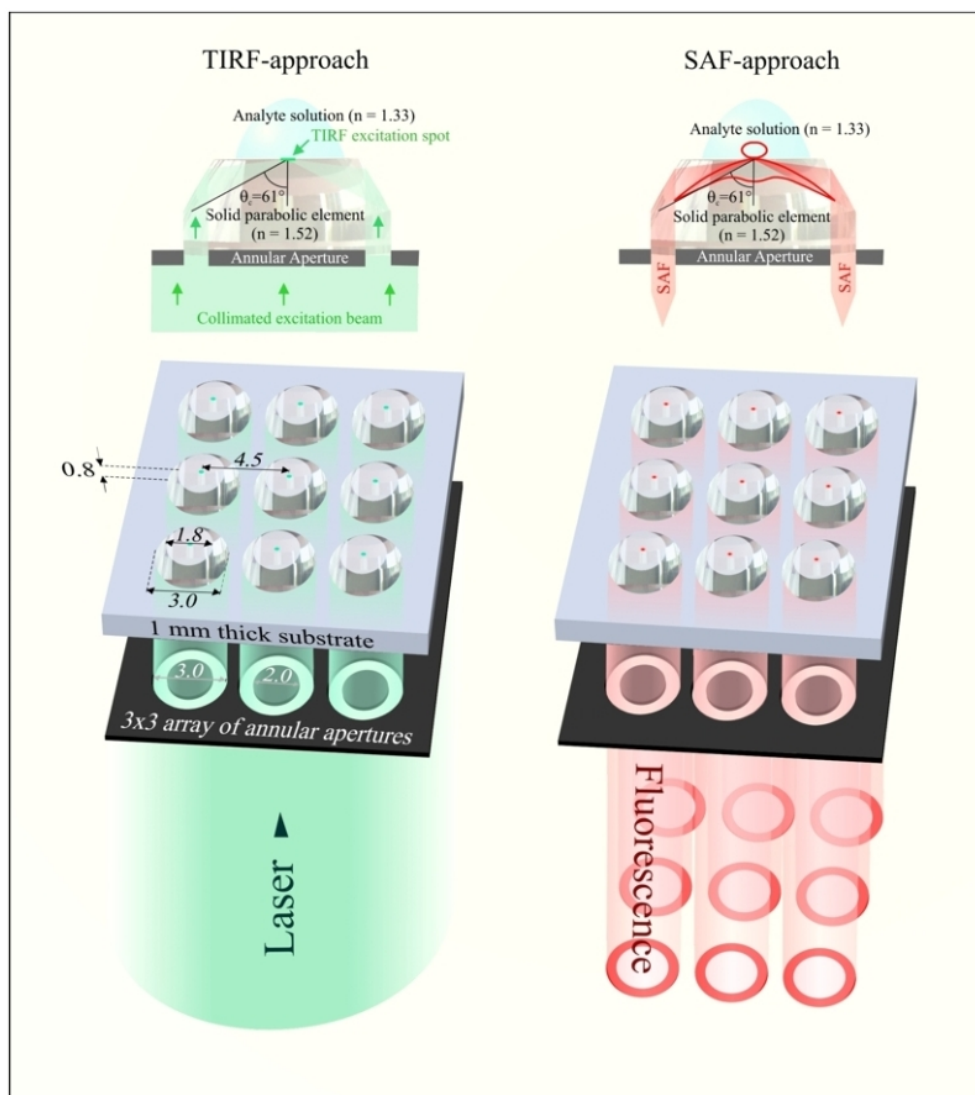 TIRF-approach
Analyte solution (n = 1.33)
TIRF excitation spot
θc=61°
Solid parabolic element
(n = 1.52)
Annular Aperture
Collimated excitation beam
SAF-approach
Analyte solution (n = 1.33)
θc=61°
Solid parabolic element
(n = 1.52)
Annular Aperture
SAF
SAF
0.8
4.5
1.8
3.0
1 mm thick substrate
3.0
2.0
3x3 array of annular apertures
Laser
Fluorescence